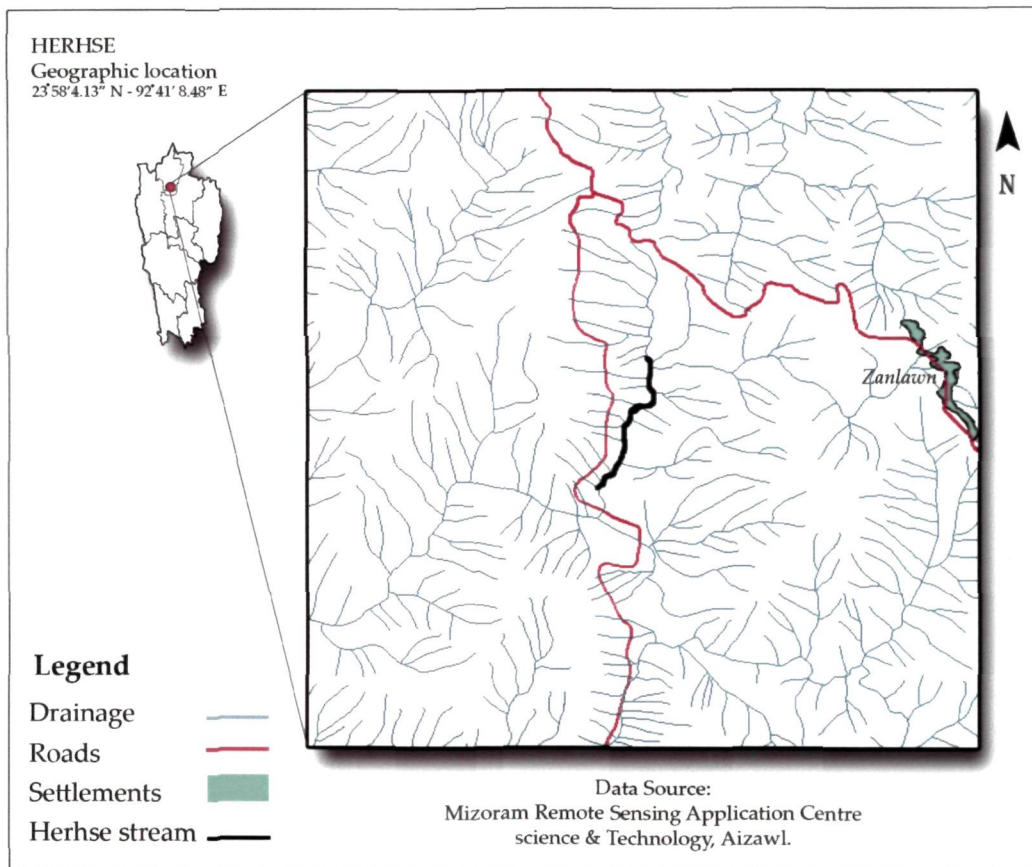 HERHSE
Geographic location
23°58'4.13" N - 92°41' 8.48" E
N
Zanlawn
Legend
Drainage
Roads
Settlements
Herhse stream
Data Source:
Mizoram Remote Sensing Application Centre
science & Technology, Aizawl.